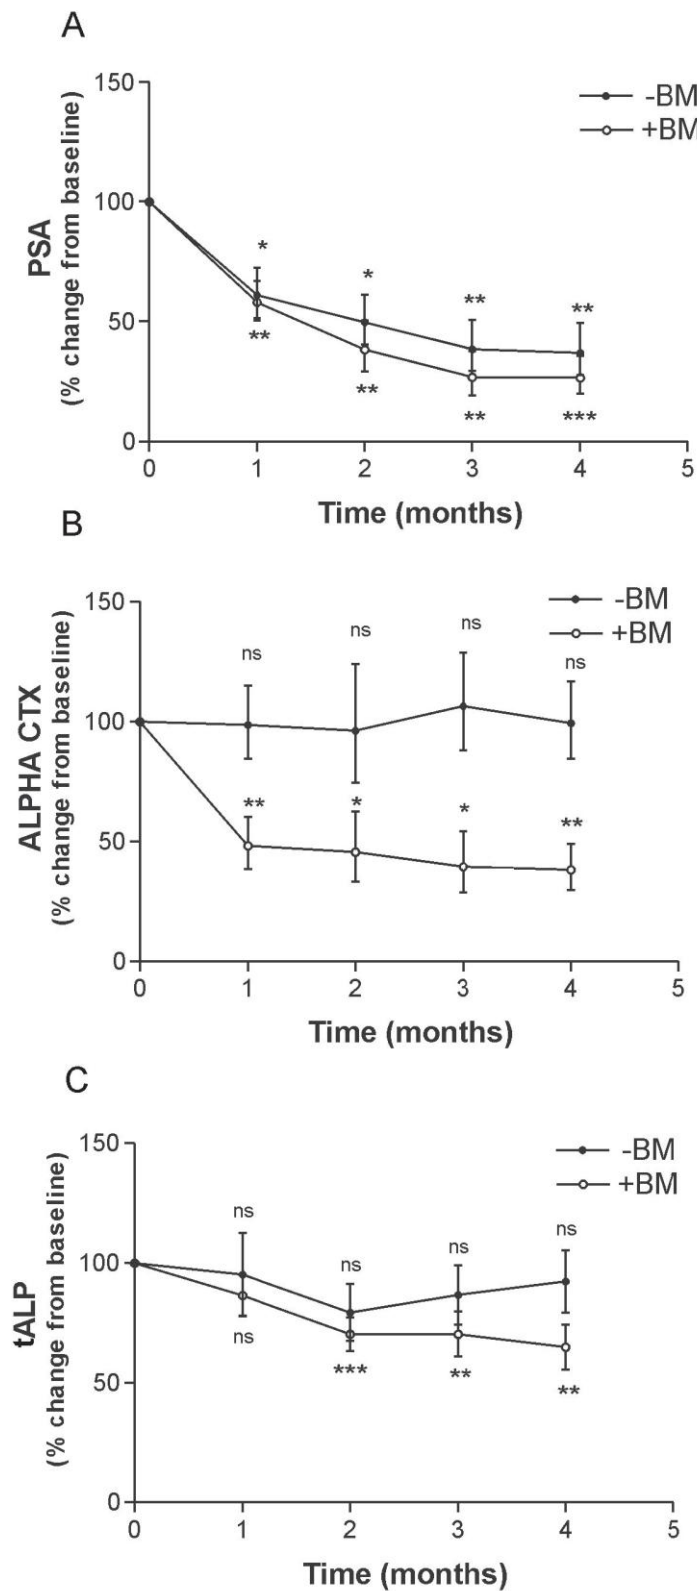 A
PSA
(% change from baseline)
150
100
50
0
-BM
+BM
* * ** **
** ** ** ***
0 1 2 3 4 5
Time (months)
B
ALPHA CTX
(% change from baseline)
150
100
50
0
-BM
+BM
ns ns ns ns
** * * **
0 1 2 3 4 5
Time (months)
C
tALP
(% change from baseline)
150
100
50
0
-BM
+BM
ns ns ns ns
ns *** ** **
0 1 2 3 4 5
Time (months)